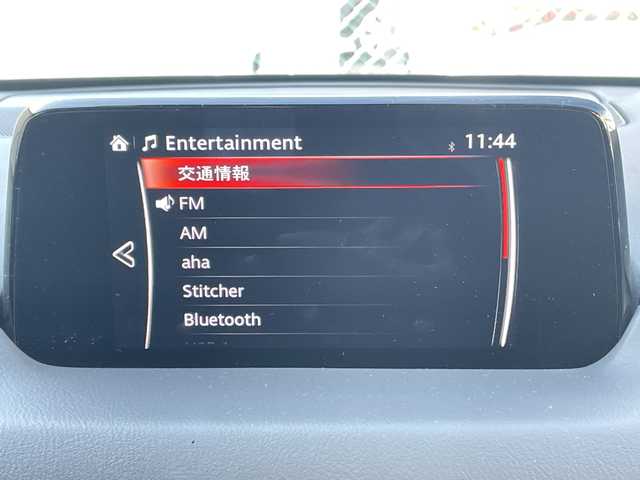 Entertainment 11:44
交通情報
FM
AM
aha
Stitcher
Bluetooth